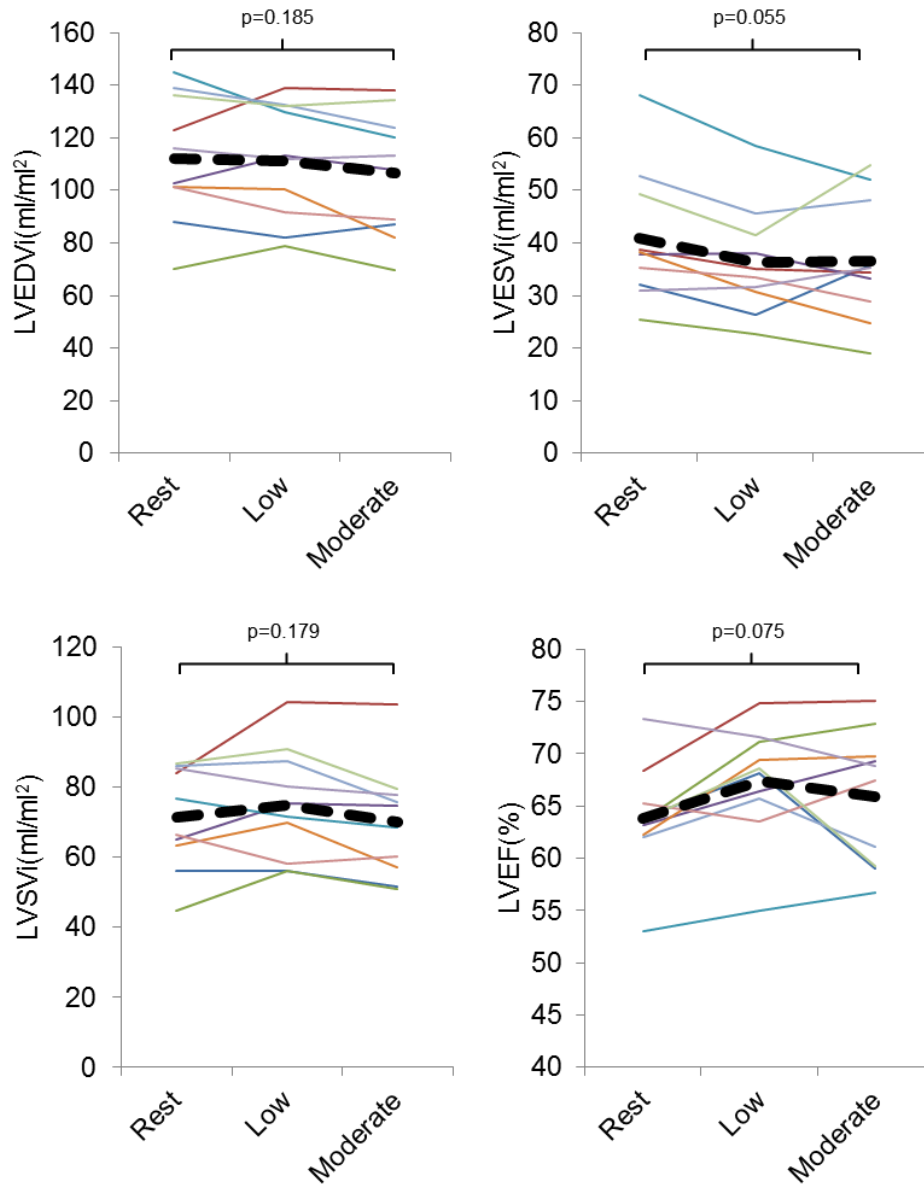 p=0.185
160
140
120
100
80
60
40
20
0
LVEDVi(ml/ml²)
Rest
Low
Moderate
p=0.055
80
70
60
50
40
30
20
10
0
LVESVi(ml/ml²)
Rest
Low
Moderate
p=0.179
120
100
80
60
40
20
0
LVSVi(ml/ml²)
Rest
Low
Moderate
p=0.075
80
75
70
65
60
55
50
45
40
LVEF(%)
Rest
Low
Moderate